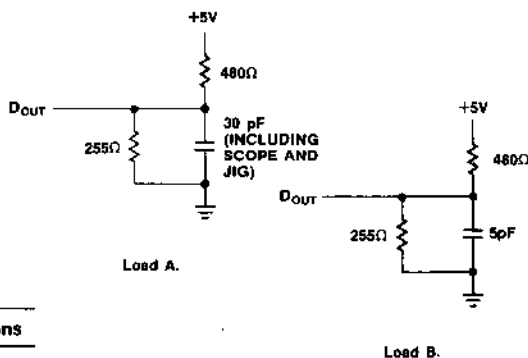 +5V
480Ω
DOUT
255Ω
30 pF
(INCLUDING
SCOPE AND
JIG)
Load A.
+5V
480Ω
DOUT
255Ω
5pF
Load B.
ons